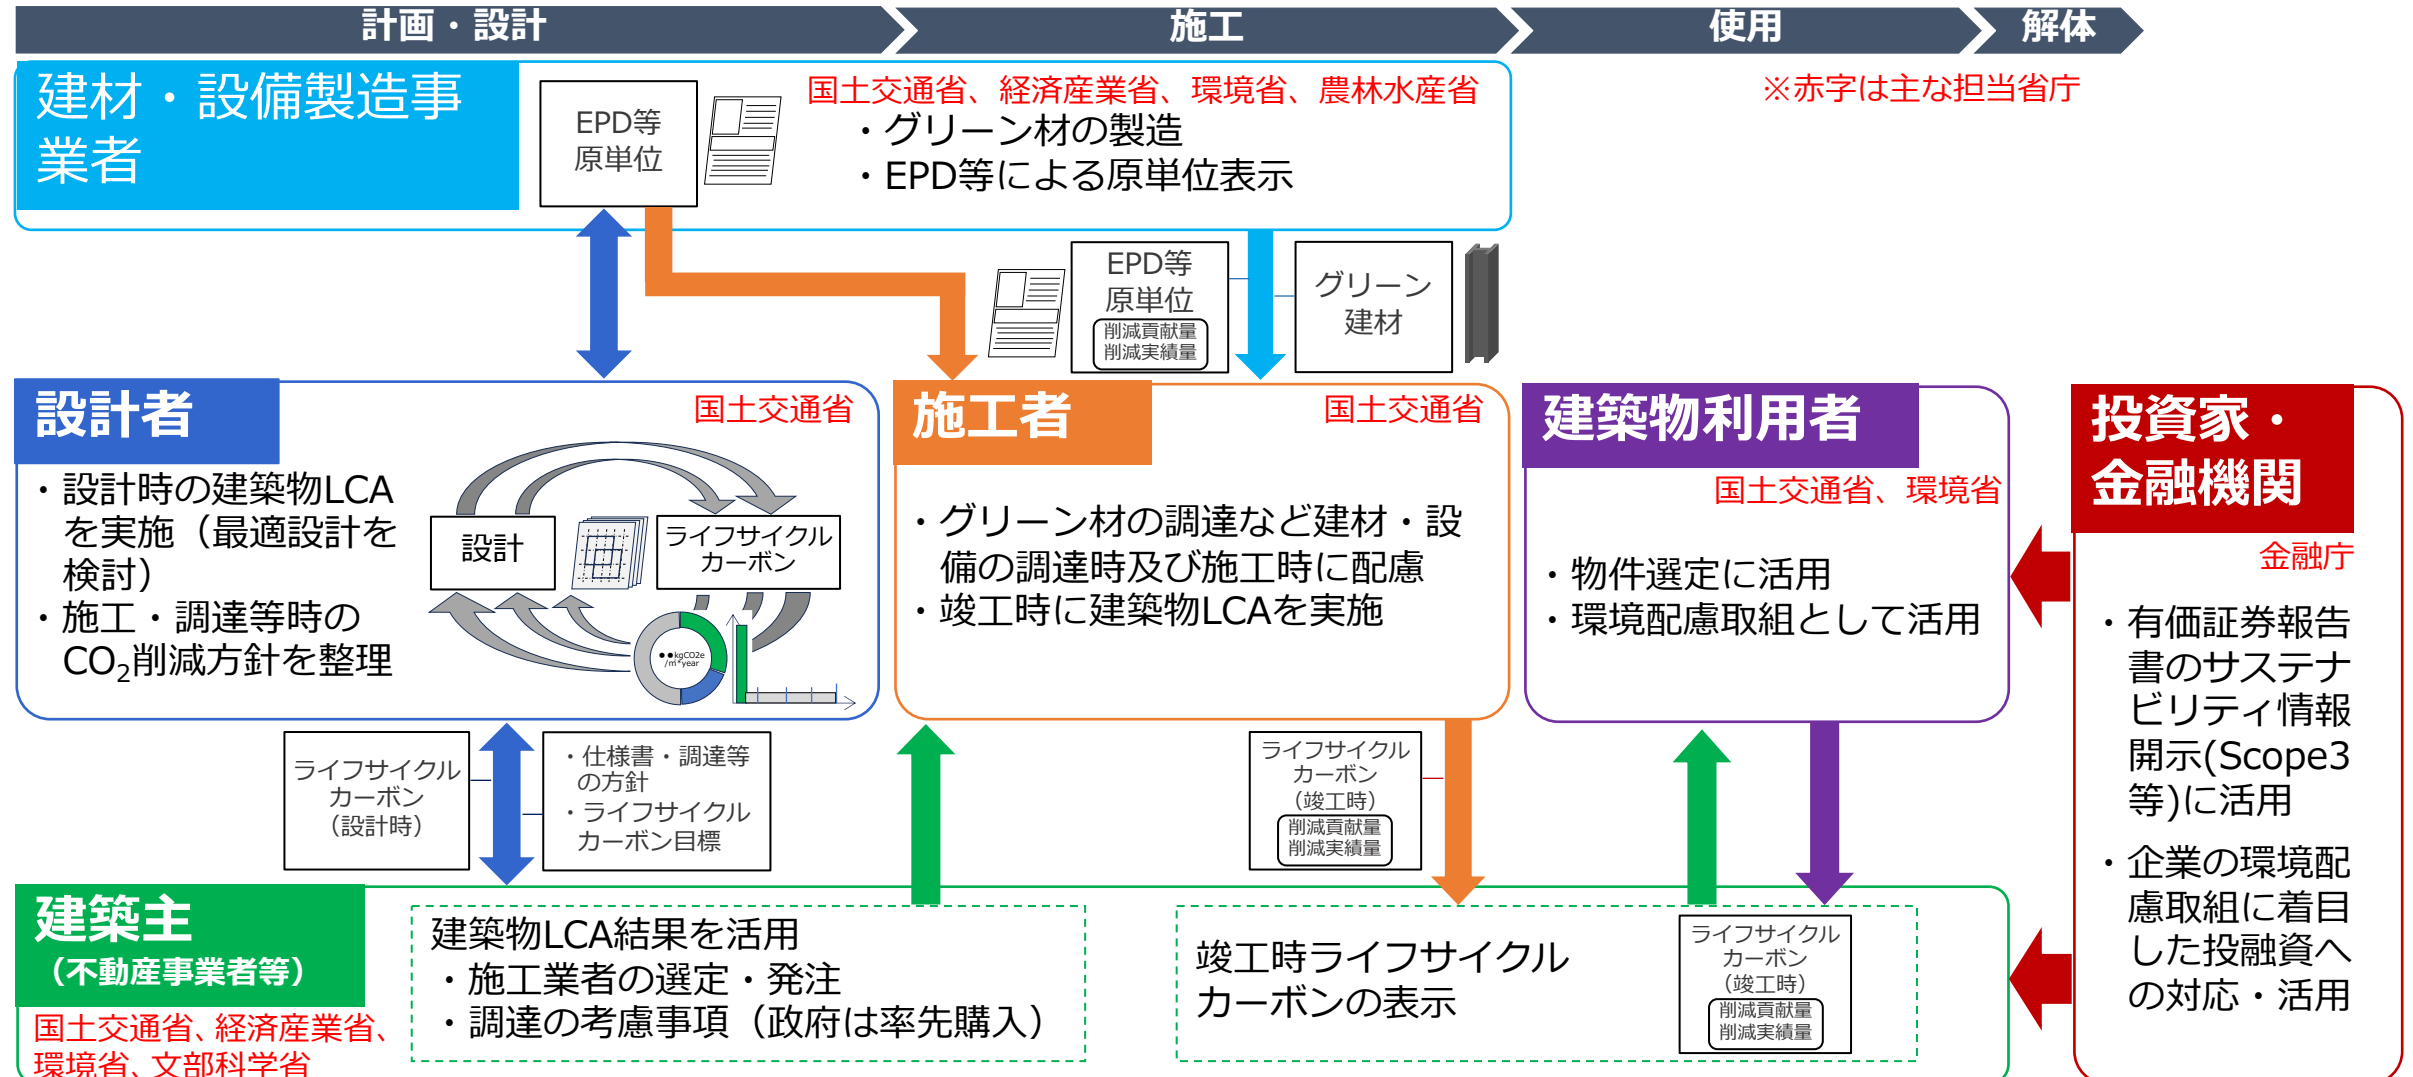 計画・設計
施工
使用
解体
建材・設備製造事
業者
EPD等
原単位
国土交通省、経済産業省、環境省、農林水産省
・グリーン材の製造
・EPD等による原単位表示
※赤字は主な担当省庁
EPD等
原単位
削減貢献量
削減実績量
グリーン
建材
設計者
国土交通省
・設計時の建築物LCA
を実施（最適設計を
検討）
・施工・調達等時の
CO2削減方針を整理
設計
ライフサイクル
カーボン
●●kgCO2e
/㎡*year
施工者
国土交通省
・グリーン材の調達など建材・設
備の調達時及び施工時に配慮
・竣工時に建築物LCAを実施
建築物利用者
国土交通省、環境省
・物件選定に活用
・環境配慮取組として活用
投資家・
金融機関
金融庁
・有価証券報告
書のサステナ
ビリティ情報
開示(Scope3
等)に活用
・企業の環境配
慮取組に着目
した投融資へ
の対応・活用
ライフサイクル
カーボン
（設計時）
・仕様書・調達等
の方針
・ライフサイクル
カーボン目標
ライフサイクル
カーボン
（竣工時）
削減貢献量
削減実績量
建築主
（不動産事業者等）
国土交通省、経済産業省、
環境省、文部科学省
建築物LCA結果を活用
・施工業者の選定・発注
・調達の考慮事項（政府は率先購入）
竣工時ライフサイクル
カーボンの表示
ライフサイクル
カーボン
（竣工時）
削減貢献量
削減実績量